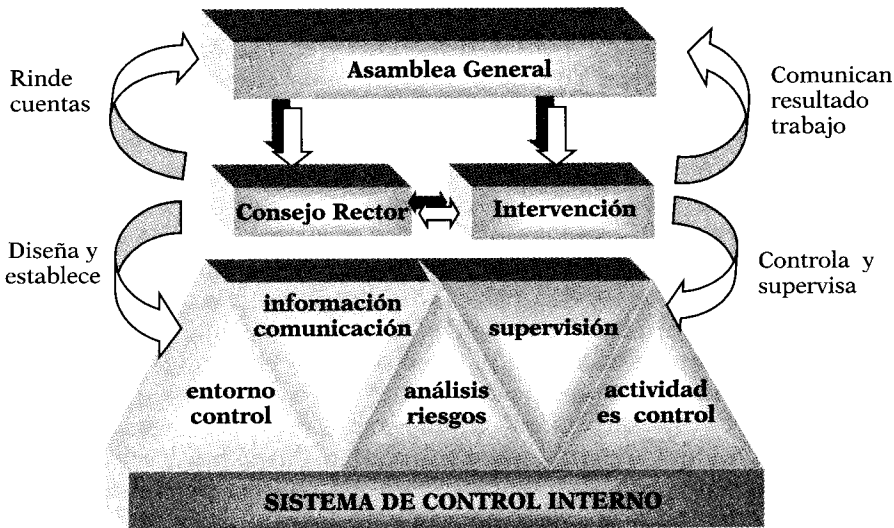 Asamblea General
Rinde
cuentas
Comunican
resultado
trabajo
Consejo Rector
Intervención
Diseña y
establece
Controla y
supervisa
información
comunicación
supervisión
entorno
control
análisis
riesgos
actividad
es control
SISTEMA DE CONTROL INTERNO